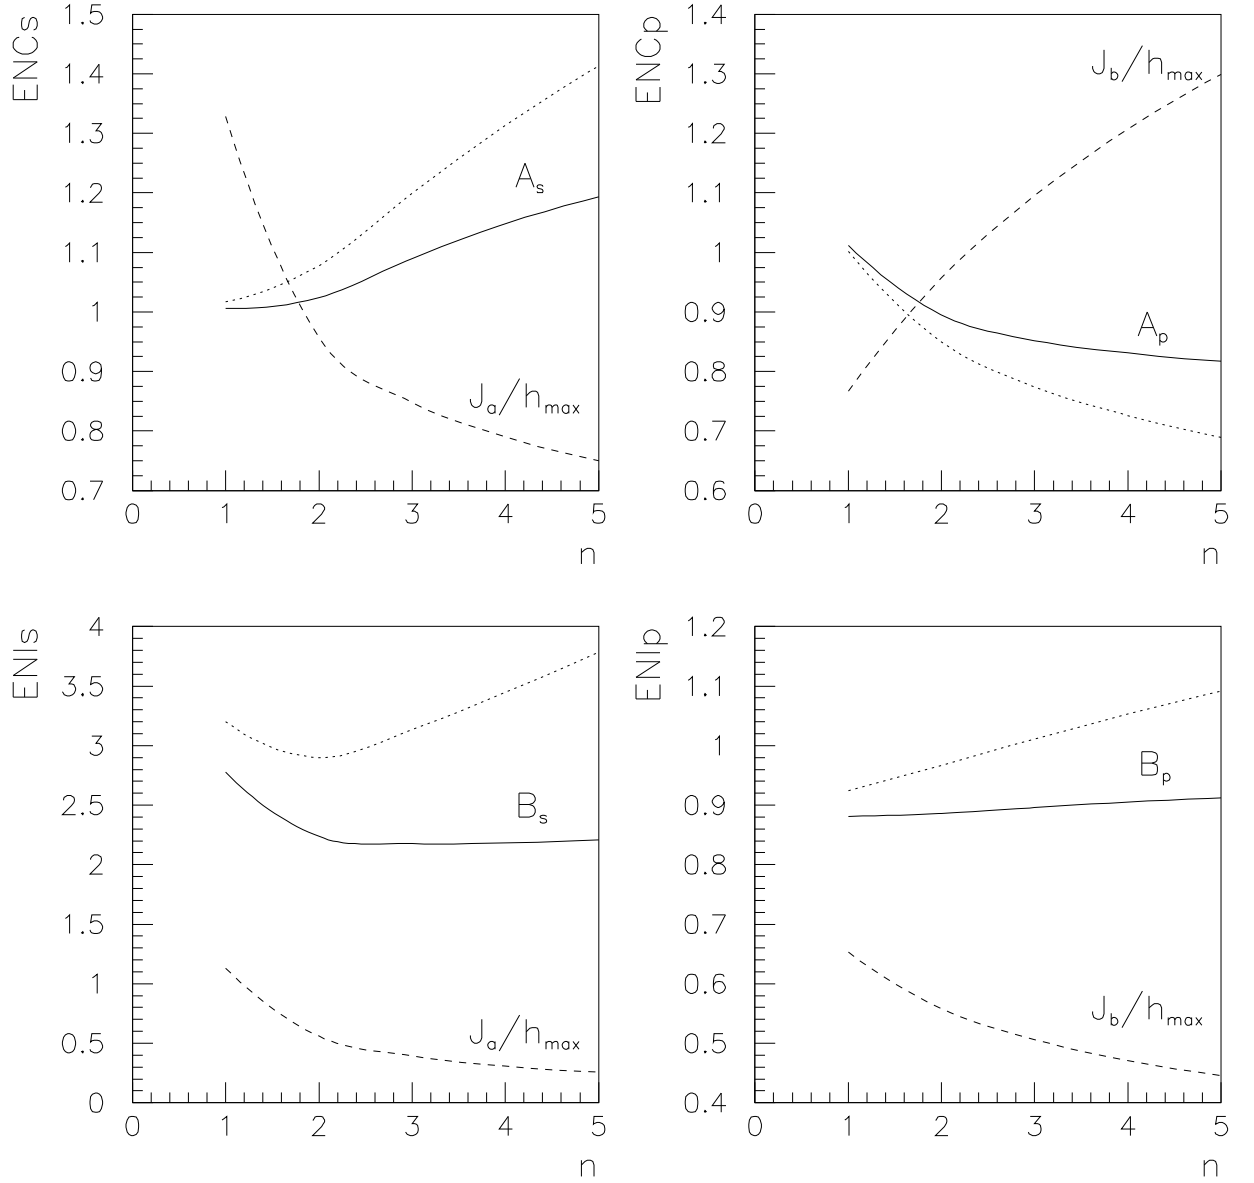 ENCs
1.5
1.4
1.3
1.2
1.1
1
0.9
0.8
0.7
A_s
J_a/h_max
0 1 2 3 4 5
n
ENCp
1.4
1.3
1.2
1.1
1
0.9
0.8
0.7
0.6
J_b/h_max
A_p
0 1 2 3 4 5
n
ENIs
4
3.5
3
2.5
2
1.5
1
0.5
0
B_s
J_a/h_max
0 1 2 3 4 5
n
ENIp
1.2
1.1
1
0.9
0.8
0.7
0.6
0.5
0.4
B_p
J_b/h_max
0 1 2 3 4 5
n